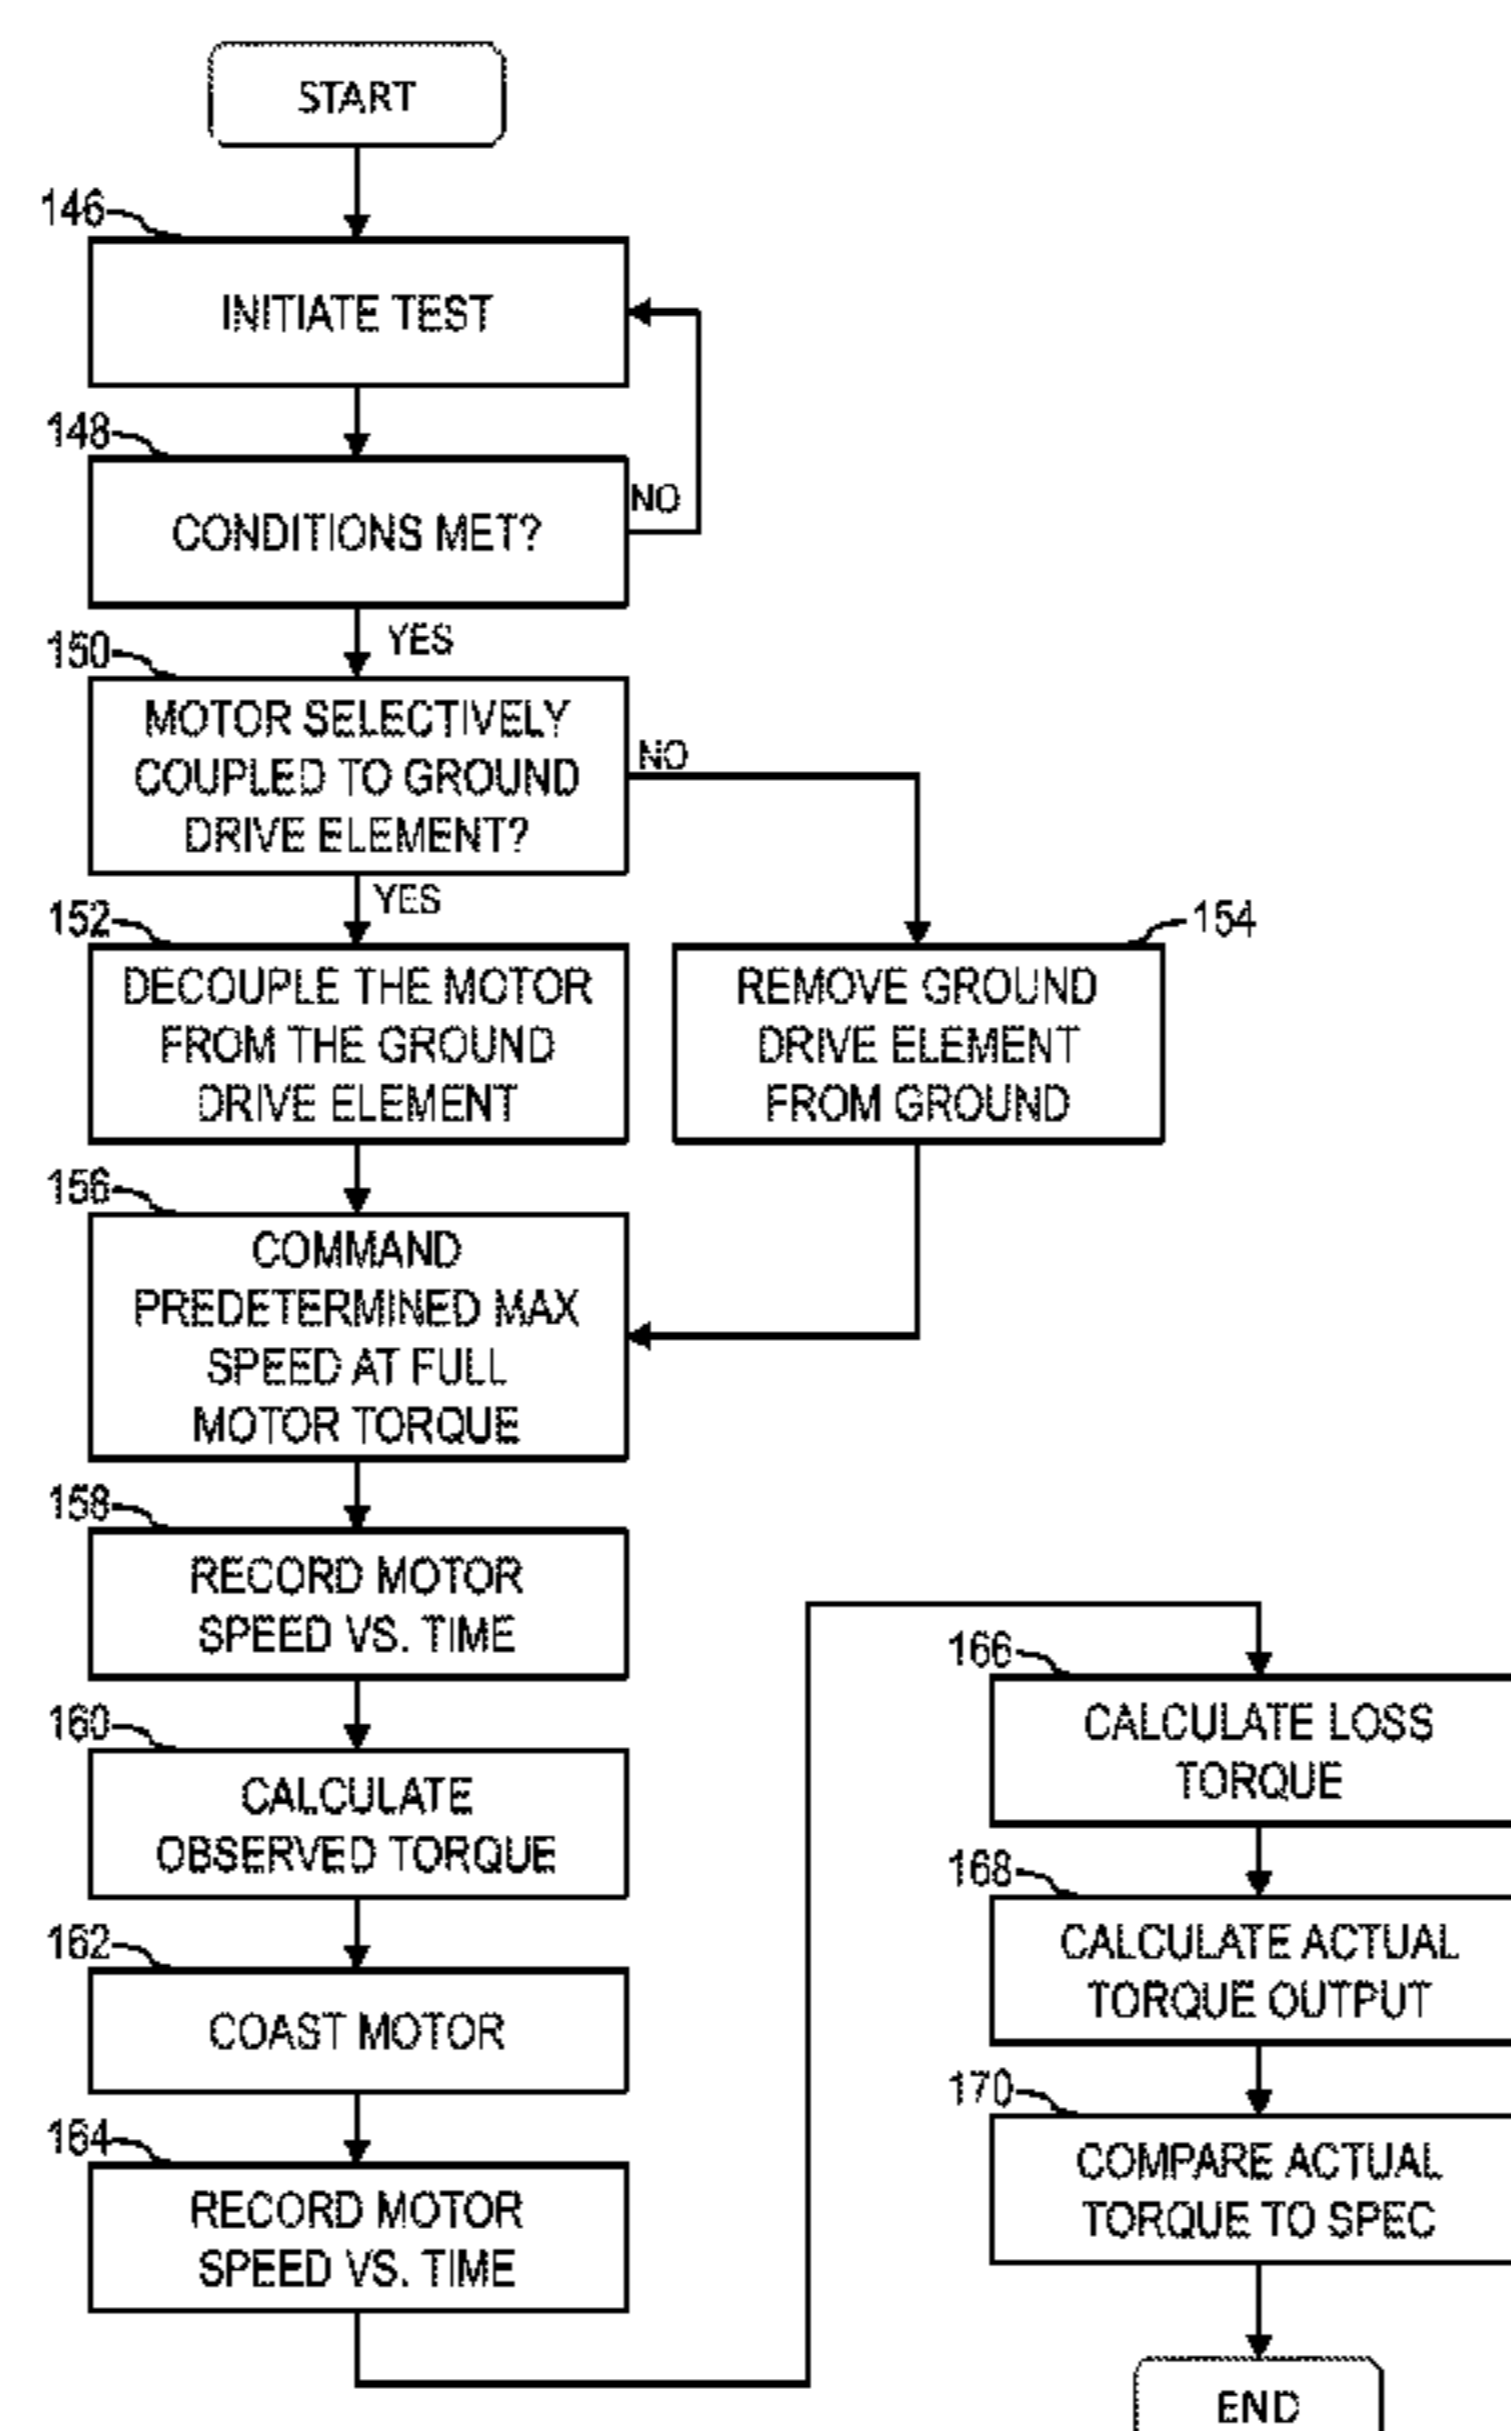 START
146
INITIATE TEST
148
CONDITIONS MET?
NO
YES
150
MOTOR SELECTIVELY
COUPLED TO GROUND
DRIVE ELEMENT?
NO
YES
152
DECOUPLE THE MOTOR
FROM THE GROUND
DRIVE ELEMENT
154
REMOVE GROUND
DRIVE ELEMENT
FROM GROUND
156
COMMAND
PREDETERMINED MAX
SPEED AT FULL
MOTOR TORQUE
158
RECORD MOTOR
SPEED VS. TIME
160
CALCULATE
OBSERVED TORQUE
162
COAST MOTOR
164
RECORD MOTOR
SPEED VS. TIME
166
CALCULATE LOSS
TORQUE
168
CALCULATE ACTUAL
TORQUE OUTPUT
170
COMPARE ACTUAL
TORQUE TO SPEC
END